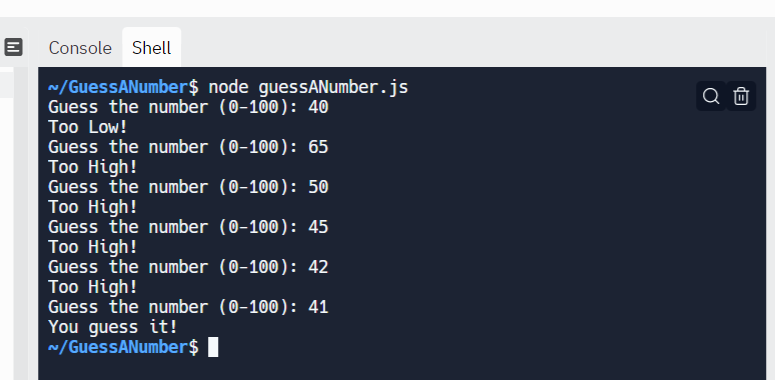 Console Shell
~/GuessANumber$ node guessANumber.js
Guess the number (0-100): 40
Too Low!
Guess the number (0-100): 65
Too High!
Guess the number (0-100): 50
Too High!
Guess the number (0-100): 45
Too High!
Guess the number (0-100): 42
Too High!
Guess the number (0-100): 41
You guess it!
~/GuessANumber$